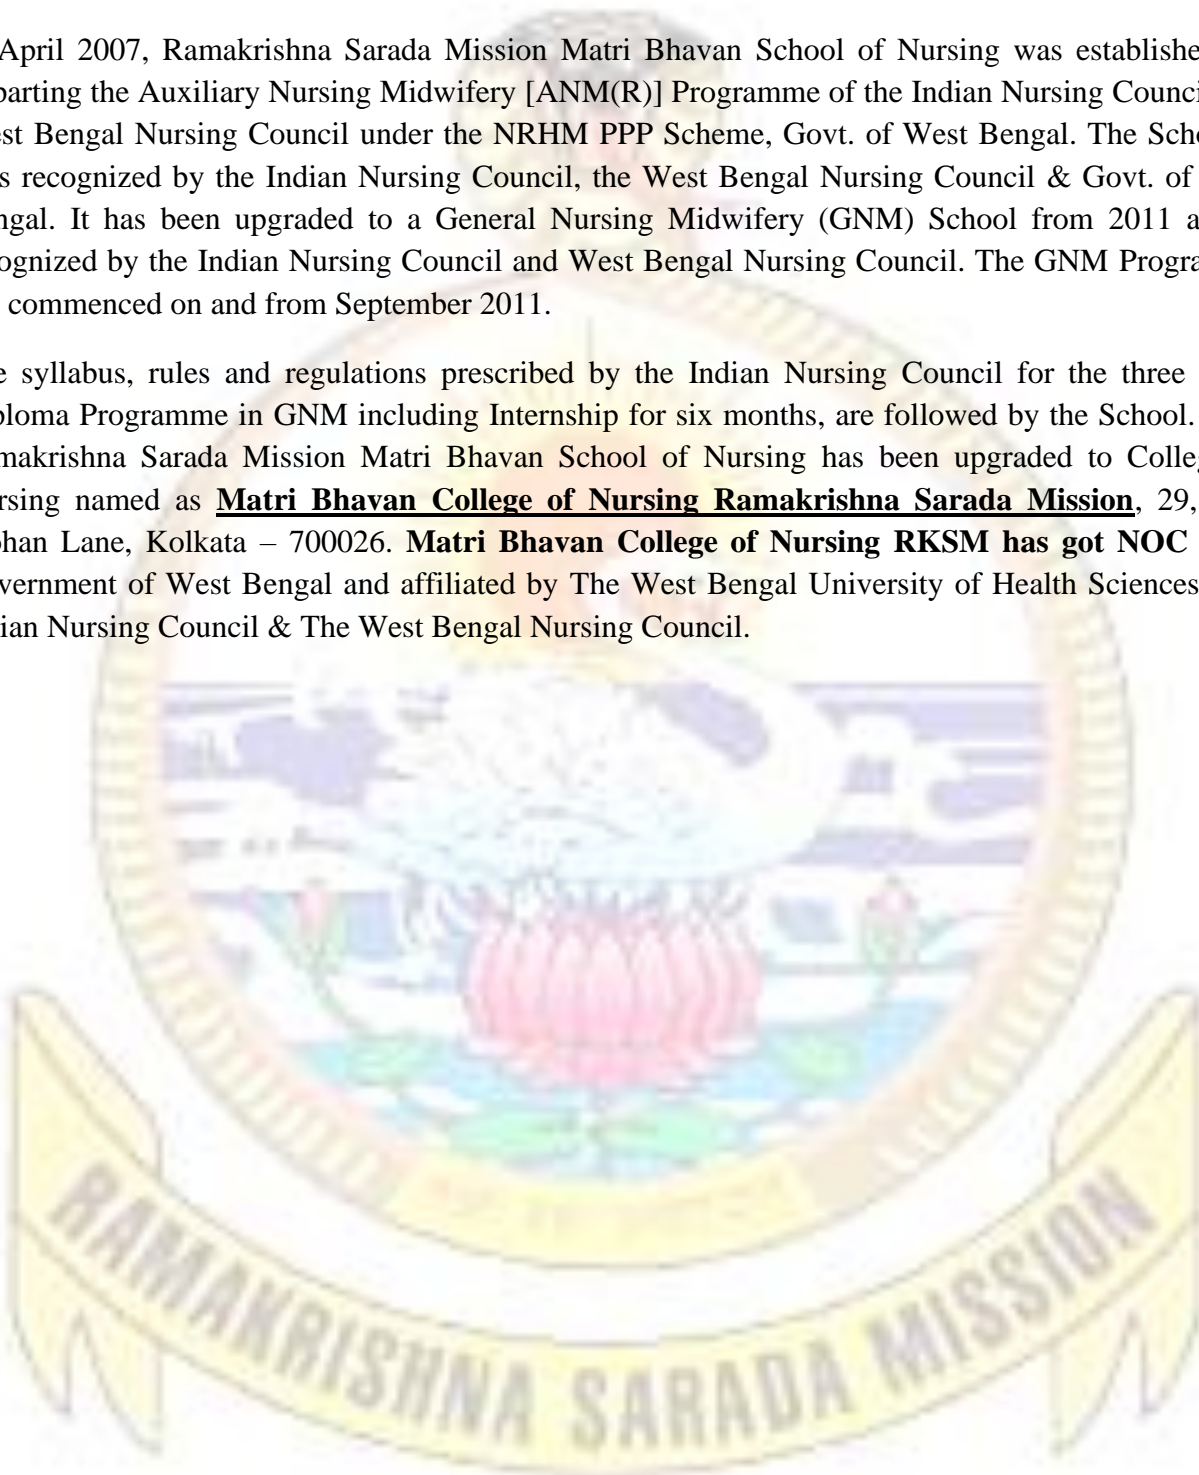 April 2007, Ramakrishna Sarada Mission Matri Bhavan School of Nursing was establishe
parting the Auxiliary Nursing Midwifery [ANM(R)] Programme of the Indian Nursing Counci
est Bengal Nursing Council under the NRHM PPP Scheme, Govt. of West Bengal. The Scho
s recognized by the Indian Nursing Council, the West Bengal Nursing Council & Govt. of
ngal. It has been upgraded to a General Nursing Midwifery (GNM) School from 2011 a
ognized by the Indian Nursing Council and West Bengal Nursing Council. The GNM Progra
commenced on and from September 2011.
e syllabus, rules and regulations prescribed by the Indian Nursing Council for the three
ploma Programme in GNM including Internship for six months, are followed by the School.
makrishna Sarada Mission Matri Bhavan School of Nursing has been upgraded to Colleg
rsing named as Matri Bhavan College of Nursing Ramakrishna Sarada Mission, 29,
ohan Lane, Kolkata – 700026. Matri Bhavan College of Nursing RKSM has got NOC
vernment of West Bengal and affiliated by The West Bengal University of Health Sciences
ian Nursing Council & The West Bengal Nursing Council.
RAMAKRISHNA SARADA MISSION